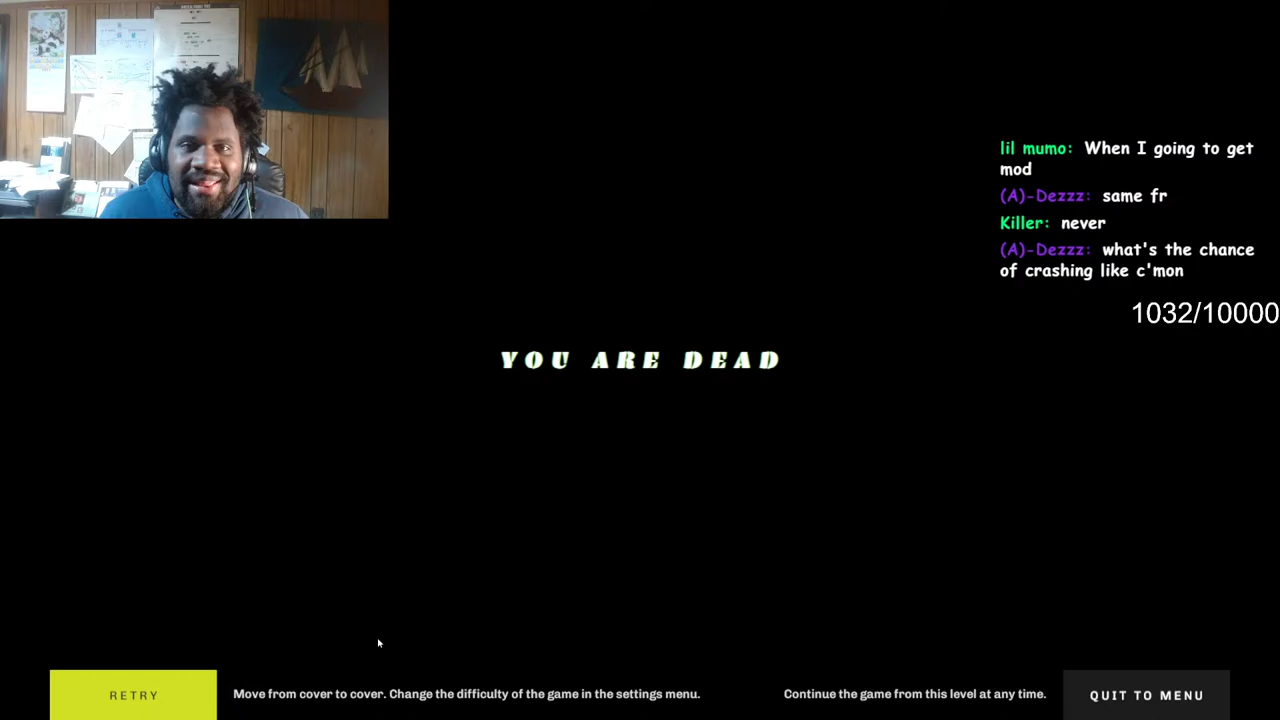 lil mumo: When I going to get
mod
(A)-Dezzz: same fr
Killer: never
(A)-Dezzz: what's the chance
of crashing like c'mon
1032/10000
YOU ARE DEAD
RETRY
Move from cover to cover. Change the difficulty of the game in the settings menu.
Continue the game from this level at any time.
QUIT TO MENU